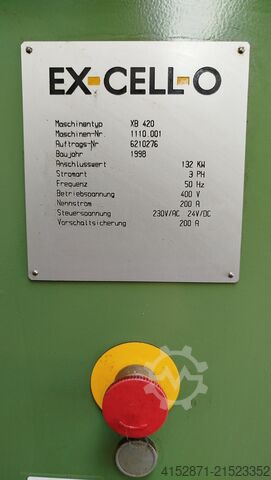 EX-CELL-O
Maschinentyp XB 420
Maschinen-Nr. 1110.001
Auftrags-Nr 6210276
Baujahr 1998
Anschlusswert 132 KW
Stromart 3 PH
Frequenz 50 Hz
Betriebspannung 400 V
Nennstrom 200 A
Steuerspannung 230V/AC 24V/DC
Vorschaltsicherung 200 A
4152871-21523352